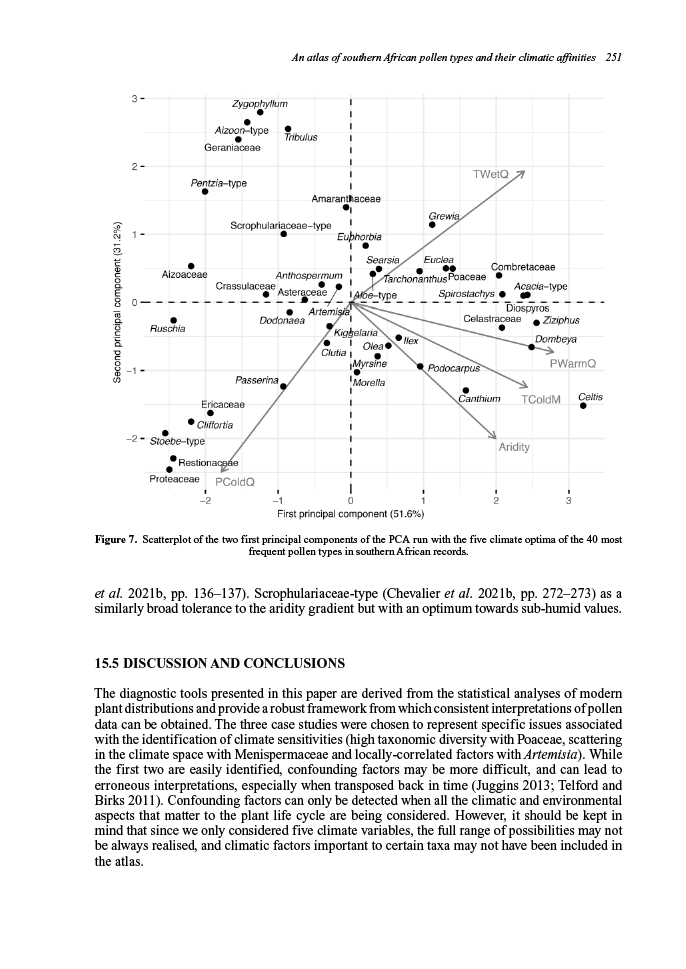 An atlas of southern African pollen types and their climatic affinities 251
3
Zygophyllum
Aizoon–type
Tribulus
Geraniaceae
2
TWetQ
Pentzia–type
Amaranthaceae
Grewia
Scrophulariaceae–type
1
Euphorbia
Searsia
Euclea
Combretaceae
Aizoaceae
Anthospermum
Tarchonanthus
Poaceae
Crassulaceae
Asteraceae
Aloe–type
Spirostachys
Acacia–type
0
Artemisia
Diospyros
Ruschia
Dodonaea
Celastraceae
Ziziphus
Kiggelaria
Ilex
Dombeya
Clutia
Olea
PWarmQ
Myrsine
Podocarpus
−1
Passerina
Morella
Canthium
TColdM
Celtis
Ericaceae
Cliffortia
−2
Stoebe–type
Aridity
Restionaceae
Proteaceae
PColdQ
−2
−1
0
1
2
3
Second principal component (31.2%)
First principal component (51.6%)
Figure 7. Scatterplot of the two first principal components of the PCA run with the five climate optima of the 40 most
frequent pollen types in southern African records.
et al. 2021b, pp. 136–137). Scrophulariaceae-type (Chevalier et al. 2021b, pp. 272–273) as a
similarly broad tolerance to the aridity gradient but with an optimum towards sub-humid values.
15.5 DISCUSSION AND CONCLUSIONS
The diagnostic tools presented in this paper are derived from the statistical analyses of modern
plant distributions and provide a robust framework from which consistent interpretations of pollen
data can be obtained. The three case studies were chosen to represent specific issues associated
with the identification of climate sensitivities (high taxonomic diversity with Poaceae, scattering
in the climate space with Menispermaceae and locally-correlated factors with Artemisia). While
the first two are easily identified, confounding factors may be more difficult, and can lead to
erroneous interpretations, especially when transposed back in time (Juggins 2013; Telford and
Birks 2011). Confounding factors can only be detected when all the climatic and environmental
aspects that matter to the plant life cycle are being considered. However, it should be kept in
mind that since we only considered five climate variables, the full range of possibilities may not
be always realised, and climatic factors important to certain taxa may not have been included in
the atlas.